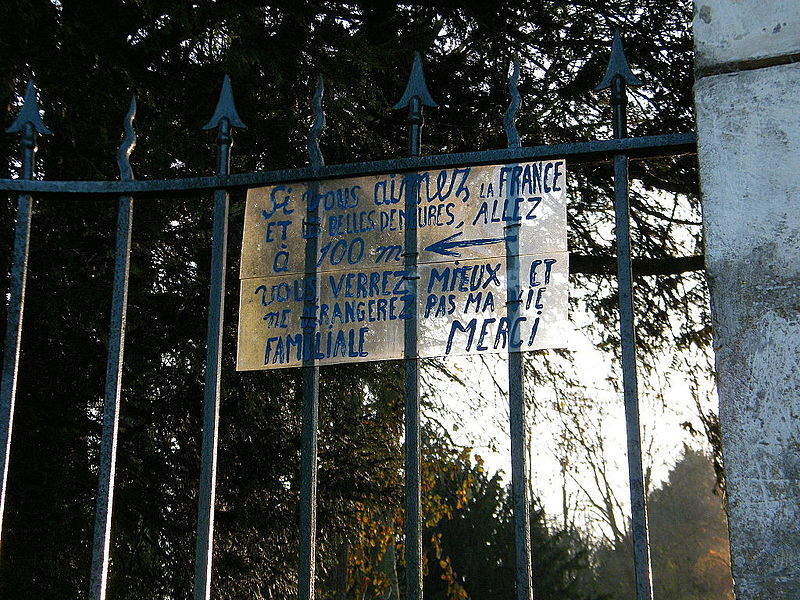 Si vous aimez LA FRANCE
ET les BELLES DEMEURES, ALLEZ
à 100 m ←
VOUS VERREZ MIEUX ET
NE DÉRANGEREZ PAS MA VIE
FAMILIALE MERCI